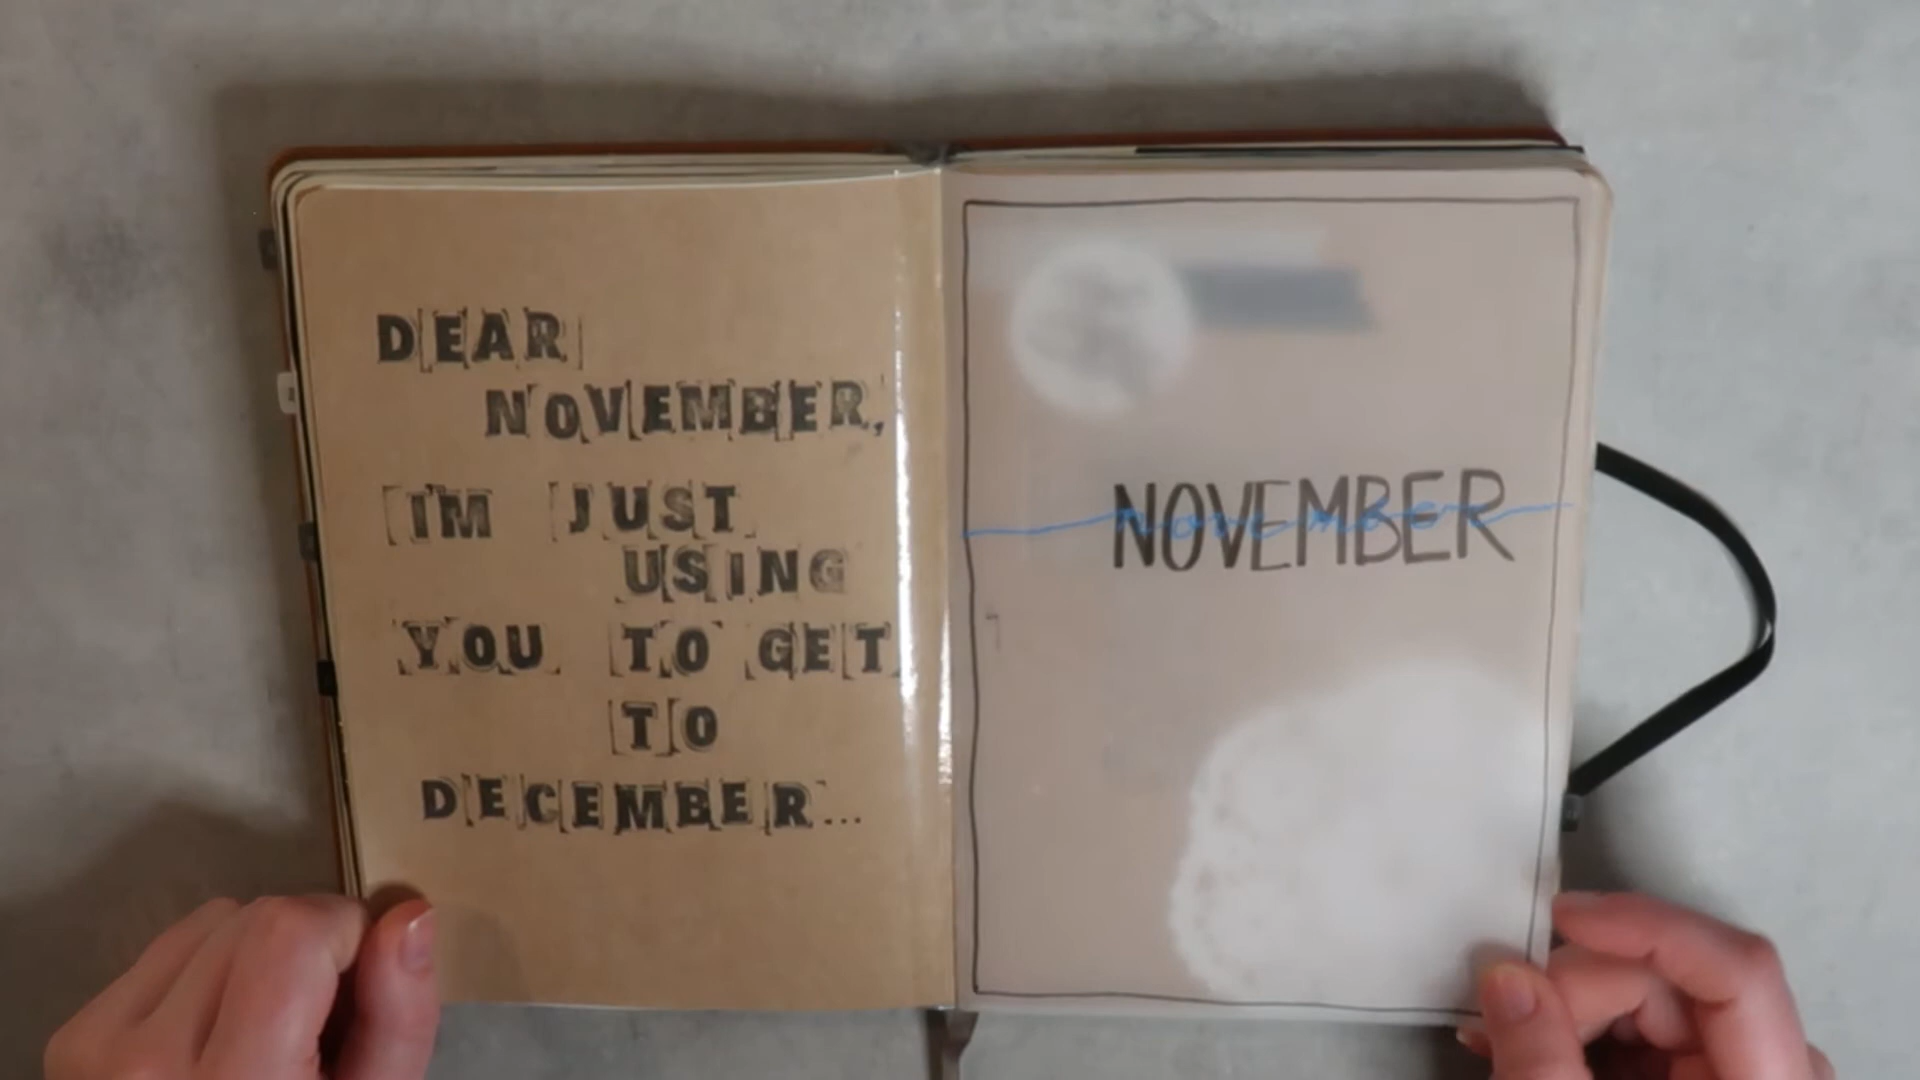 DEAR
NOVEMBER,
I'M JUST
USING
YOU TO GET
TO
DECEMBER...
NOVEMBER
november